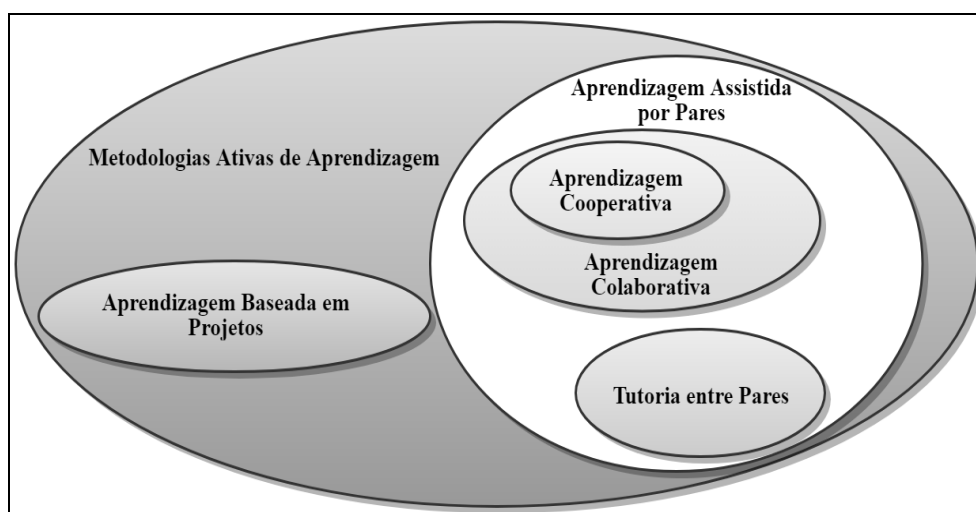 Aprendizagem Assistida
por Pares
Metodologias Ativas de Aprendizagem
Aprendizagem
Cooperativa
Aprendizagem
Colaborativa
Aprendizagem Baseada em
Projetos
Tutoria entre Pares